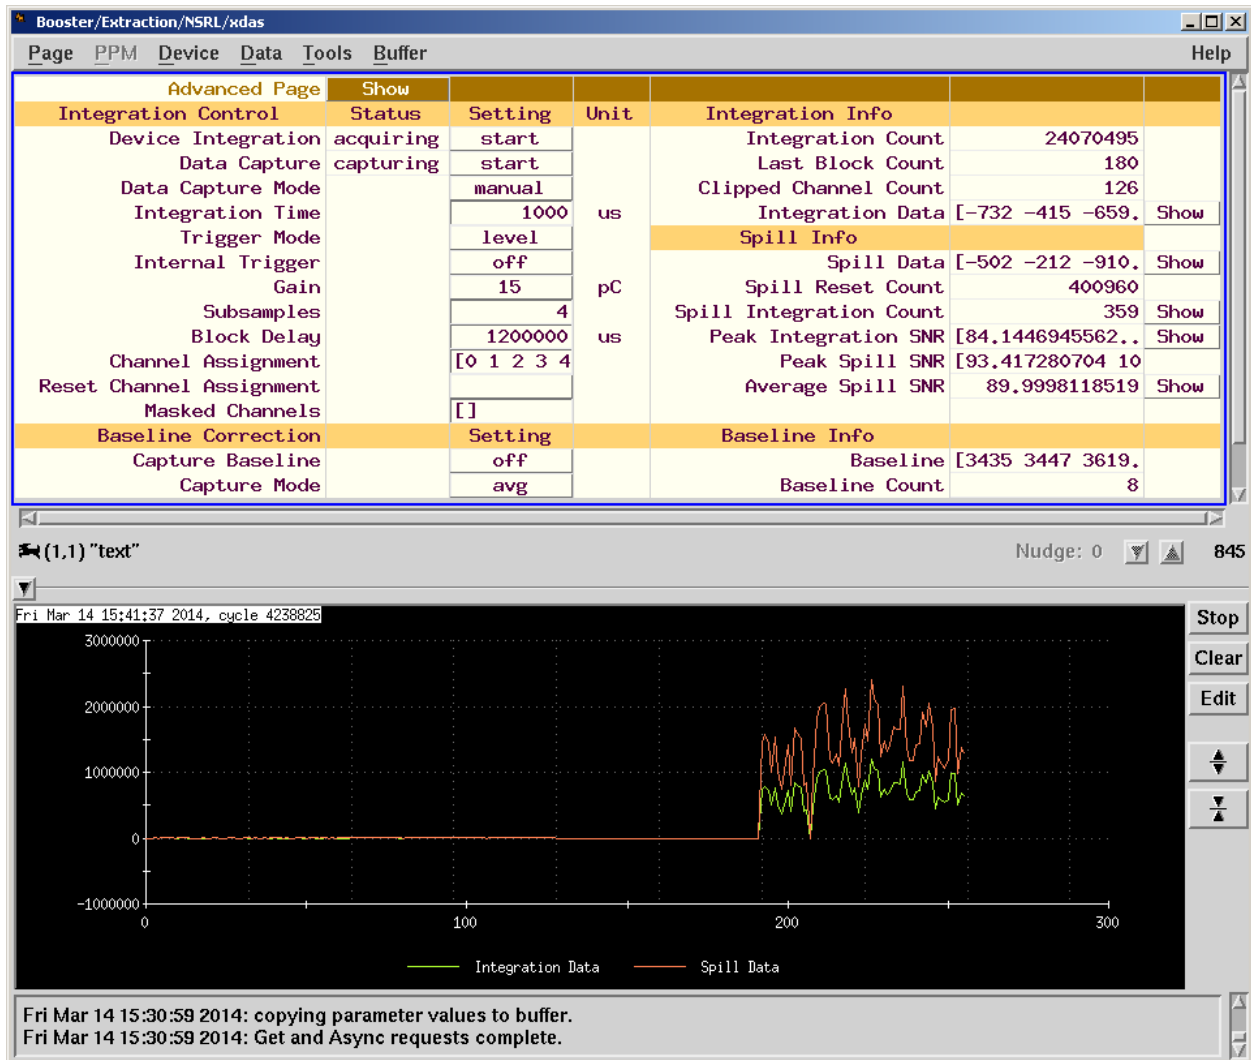 Booster/Extraction/NSRL/xdas
Page PPM Device Data Tools Buffer Help
Advanced Page Show
Integration Control Status Setting Unit Integration Info
Device Integration acquiring start Integration Count 24070495
Data Capture capturing start Last Block Count 180
Data Capture Mode manual Clipped Channel Count 126
Integration Time 1000 us Integration Data [-732 -415 -659. Show
Trigger Mode level Spill Info
Internal Trigger off Spill Data [-502 -212 -910. Show
Gain 15 pC Spill Reset Count 400960
Subsamples 4 Spill Integration Count 359 Show
Block Delay 1200000 us Peak Integration SNR [84.1446945562.. Show
Channel Assignment [0 1 2 3 4 Peak Spill SNR [93.417280704 10
Reset Channel Assignment Average Spill SNR 89.9998118519 Show
Masked Channels []
Baseline Correction Setting Baseline Info
Capture Baseline off Baseline [3435 3447 3619.
Capture Mode avg Baseline Count 8
(1,1) "text" Nudge: 0 845
Fri Mar 14 15:41:37 2014, cycle 4238825
Stop
Clear
Edit
3000000
2000000
1000000
0
-1000000
0 100 200 300
Integration Data Spill Data
Fri Mar 14 15:30:59 2014: copying parameter values to buffer.
Fri Mar 14 15:30:59 2014: Get and Async requests complete.